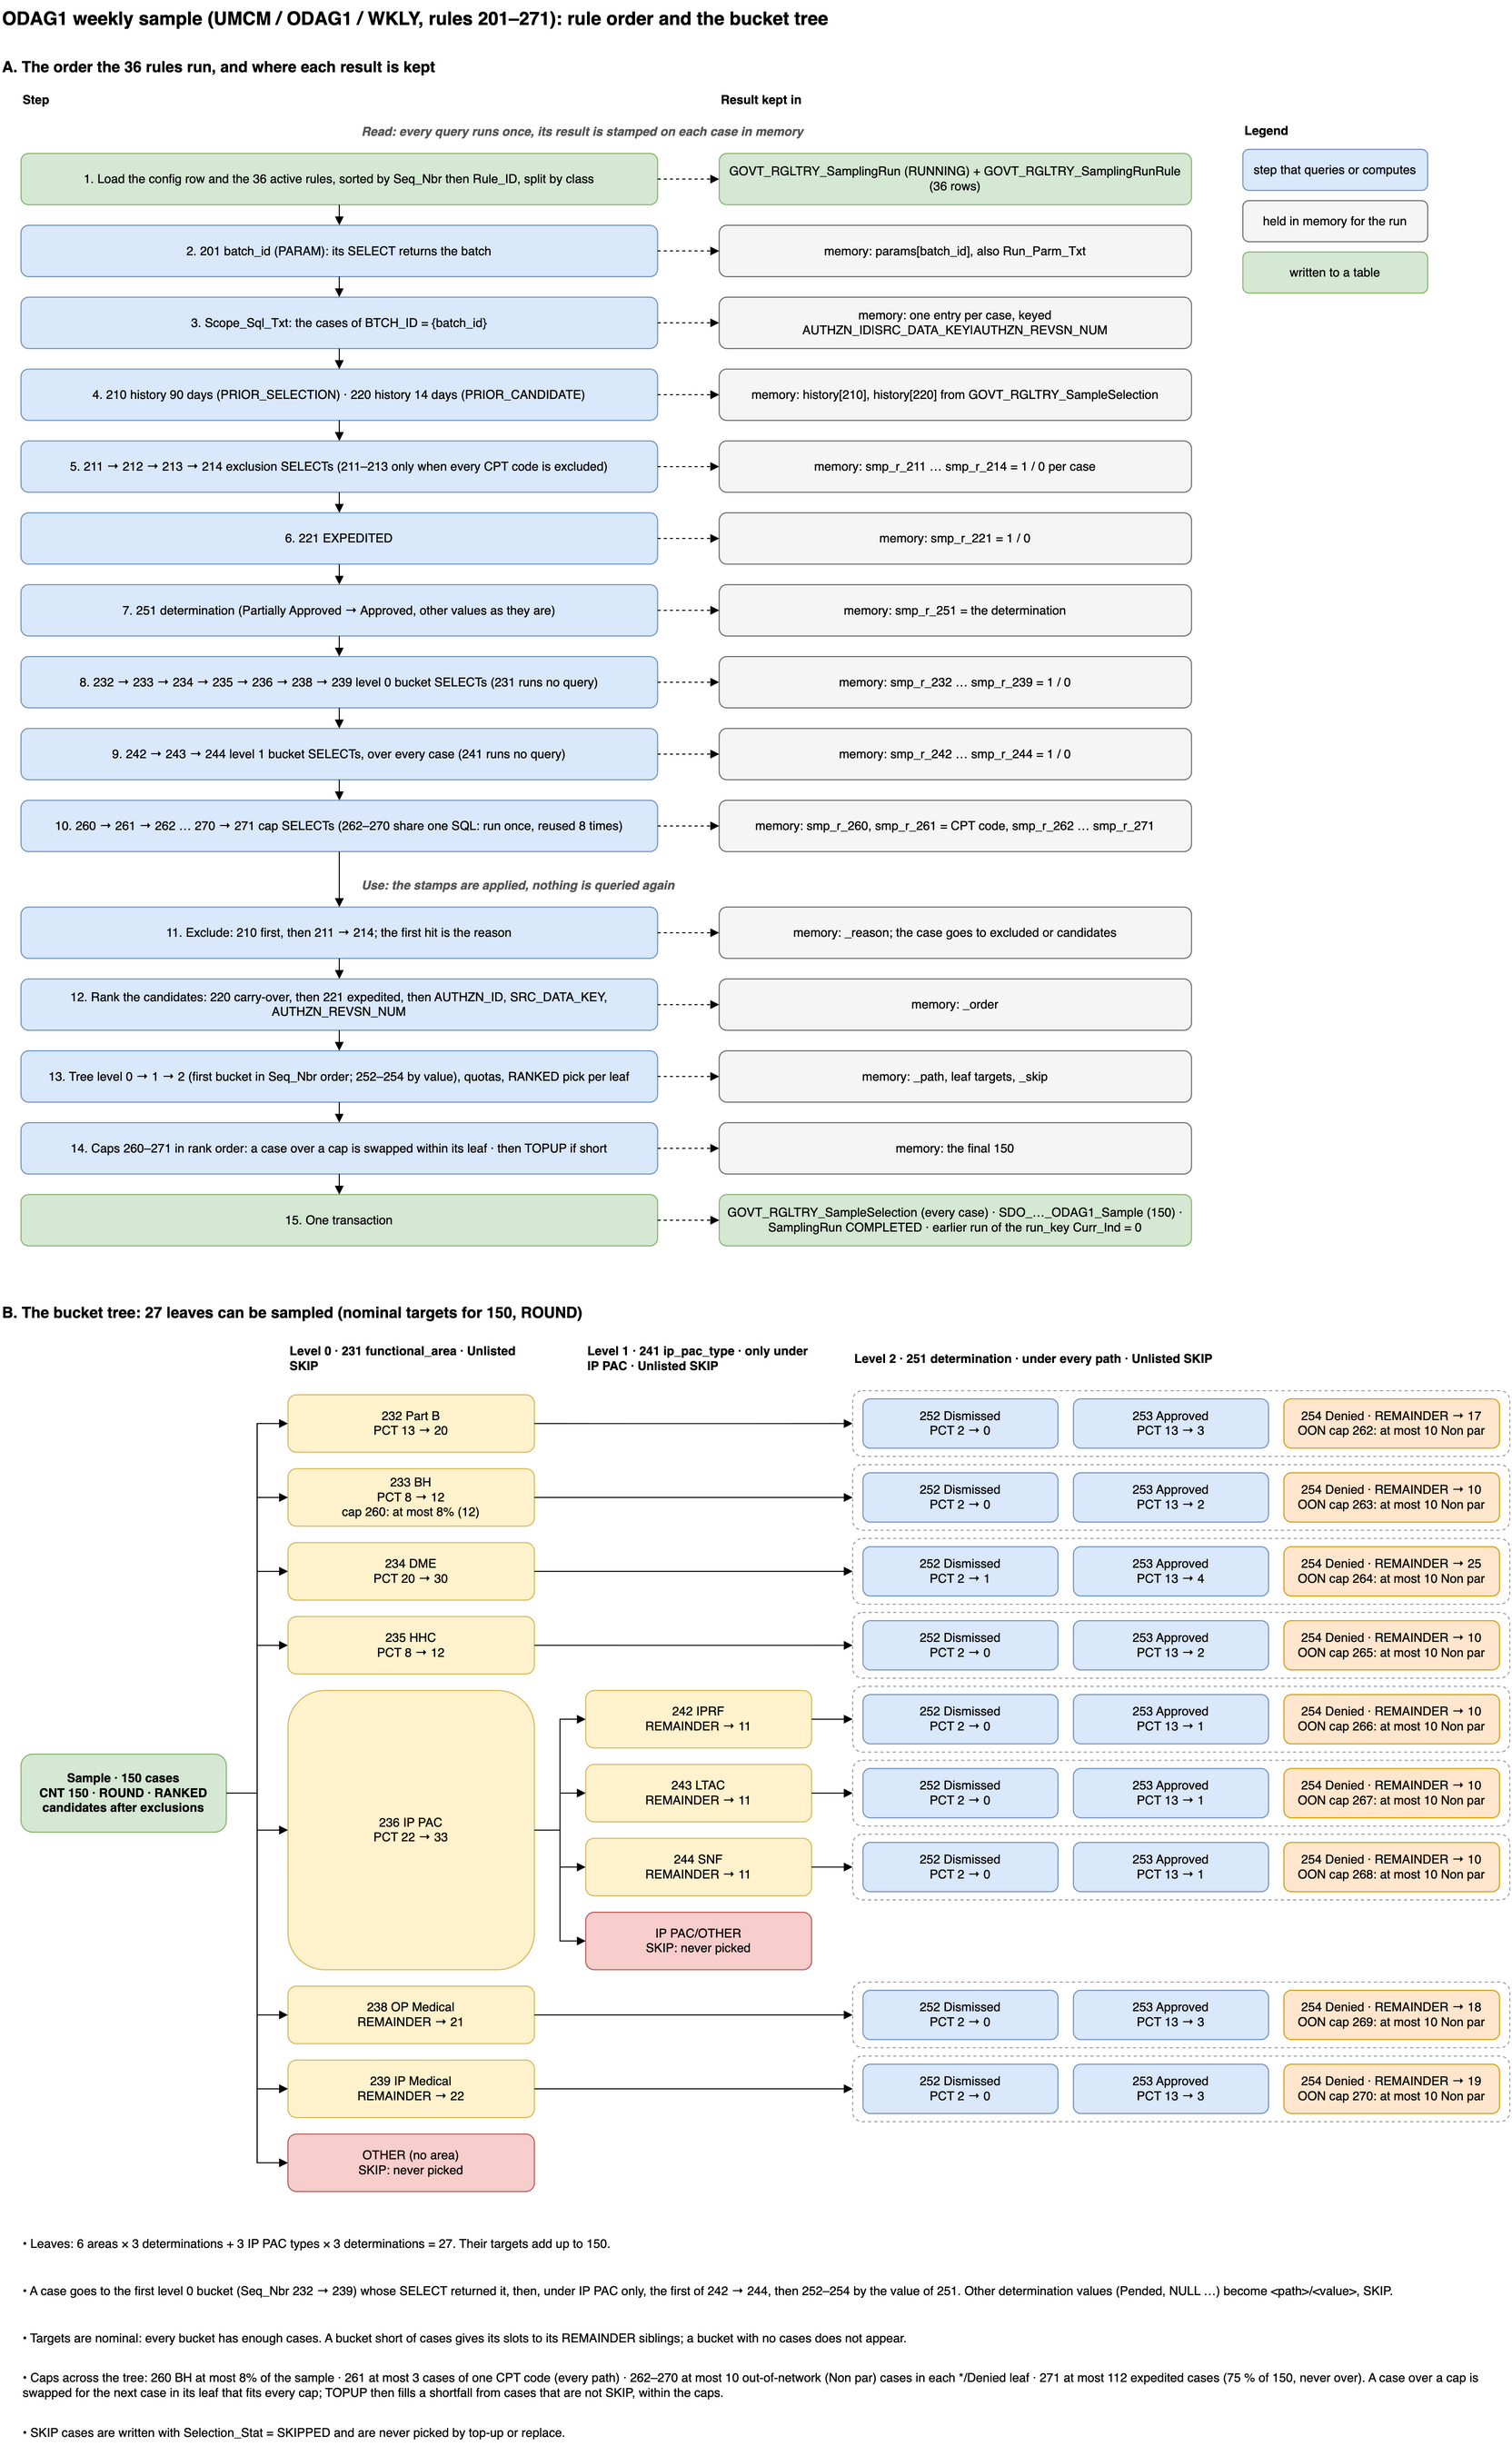 ODAG1 weekly sample (UMCM / ODAG1 / WKLY, rules 201–271): rule order and the bucket tree
A. The order the 36 rules run, and where each result is kept
Step
Result kept in
Read: every query runs once, its result is stamped on each case in memory
Legend
step that queries or computes
held in memory for the run
written to a table
1. Load the config row and the 36 active rules, sorted by Seq_Nbr then Rule_ID, split by class
GOVT_RGLTRY_SamplingRun (RUNNING) + GOVT_RGLTRY_SamplingRunRule
(36 rows)
2. 201 batch_id (PARAM): its SELECT returns the batch
memory: params[batch_id], also Run_Parm_Txt
3. Scope_Sql_Txt: the cases of BTCH_ID = {batch_id}
memory: one entry per case, keyed
AUTHZN_ID|SRC_DATA_KEY|AUTHZN_REVSN_NUM
4. 210 history 90 days (PRIOR_SELECTION) · 220 history 14 days (PRIOR_CANDIDATE)
memory: history[210], history[220] from GOVT_RGLTRY_SampleSelection
5. 211 → 212 → 213 → 214 exclusion SELECTs (211–213 only when every CPT code is excluded)
memory: smp_r_211 … smp_r_214 = 1 / 0 per case
6. 221 EXPEDITED
memory: smp_r_221 = 1 / 0
7. 251 determination (Partially Approved → Approved, other values as they are)
memory: smp_r_251 = the determination
8. 232 → 233 → 234 → 235 → 236 → 238 → 239 level 0 bucket SELECTs (231 runs no query)
memory: smp_r_232 … smp_r_239 = 1 / 0
9. 242 → 243 → 244 level 1 bucket SELECTs, over every case (241 runs no query)
memory: smp_r_242 … smp_r_244 = 1 / 0
10. 260 → 261 → 262 … 270 → 271 cap SELECTs (262–270 share one SQL: run once, reused 8 times)
memory: smp_r_260, smp_r_261 = CPT code, smp_r_262 … smp_r_271
Use: the stamps are applied, nothing is queried again
11. Exclude: 210 first, then 211 → 214; the first hit is the reason
memory: _reason; the case goes to excluded or candidates
12. Rank the candidates: 220 carry-over, then 221 expedited, then AUTHZN_ID, SRC_DATA_KEY,
AUTHZN_REVSN_NUM
memory: _order
13. Tree level 0 → 1 → 2 (first bucket in Seq_Nbr order; 252–254 by value), quotas, RANKED pick per leaf
memory: _path, leaf targets, _skip
14. Caps 260–271 in rank order: a case over a cap is swapped within its leaf · then TOPUP if short
memory: the final 150
15. One transaction
GOVT_RGLTRY_SampleSelection (every case) · SDO_…_ODAG1_Sample (150) ·
SamplingRun COMPLETED · earlier run of the run_key Curr_Ind = 0
B. The bucket tree: 27 leaves can be sampled (nominal targets for 150, ROUND)
Level 0 · 231 functional_area · Unlisted
SKIP
Level 1 · 241 ip_pac_type · only under
IP PAC · Unlisted SKIP
Level 2 · 251 determination · under every path · Unlisted SKIP
232 Part B
PCT 13 → 20
252 Dismissed
PCT 2 → 0
253 Approved
PCT 13 → 3
254 Denied · REMAINDER → 17
OON cap 262: at most 10 Non par
233 BH
PCT 8 → 12
cap 260: at most 8% (12)
252 Dismissed
PCT 2 → 0
253 Approved
PCT 13 → 2
254 Denied · REMAINDER → 10
OON cap 263: at most 10 Non par
234 DME
PCT 20 → 30
252 Dismissed
PCT 2 → 1
253 Approved
PCT 13 → 4
254 Denied · REMAINDER → 25
OON cap 264: at most 10 Non par
235 HHC
PCT 8 → 12
252 Dismissed
PCT 2 → 0
253 Approved
PCT 13 → 2
254 Denied · REMAINDER → 10
OON cap 265: at most 10 Non par
Sample · 150 cases
CNT 150 · ROUND · RANKED
candidates after exclusions
236 IP PAC
PCT 22 → 33
242 IPRF
REMAINDER → 11
252 Dismissed
PCT 2 → 0
253 Approved
PCT 13 → 1
254 Denied · REMAINDER → 10
OON cap 266: at most 10 Non par
243 LTAC
REMAINDER → 11
252 Dismissed
PCT 2 → 0
253 Approved
PCT 13 → 1
254 Denied · REMAINDER → 10
OON cap 267: at most 10 Non par
244 SNF
REMAINDER → 11
252 Dismissed
PCT 2 → 0
253 Approved
PCT 13 → 1
254 Denied · REMAINDER → 10
OON cap 268: at most 10 Non par
IP PAC/OTHER
SKIP: never picked
238 OP Medical
REMAINDER → 21
252 Dismissed
PCT 2 → 0
253 Approved
PCT 13 → 3
254 Denied · REMAINDER → 18
OON cap 269: at most 10 Non par
239 IP Medical
REMAINDER → 22
252 Dismissed
PCT 2 → 0
253 Approved
PCT 13 → 3
254 Denied · REMAINDER → 19
OON cap 270: at most 10 Non par
OTHER (no area)
SKIP: never picked
• Leaves: 6 areas × 3 determinations + 3 IP PAC types × 3 determinations = 27. Their targets add up to 150.
• A case goes to the first level 0 bucket (Seq_Nbr 232 → 239) whose SELECT returned it, then, under IP PAC only, the first of 242 → 244, then 252–254 by the value of 251. Other determination values (Pended, NULL …) become <path>/<value>, SKIP.
• Targets are nominal: every bucket has enough cases. A bucket short of cases gives its slots to its REMAINDER siblings; a bucket with no cases does not appear.
• Caps across the tree: 260 BH at most 8% of the sample · 261 at most 3 cases of one CPT code (every path) · 262–270 at most 10 out-of-network (Non par) cases in each */Denied leaf · 271 at most 112 expedited cases (75 % of 150, never over). A case over a cap is
swapped for the next case in its leaf that fits every cap; TOPUP then fills a shortfall from cases that are not SKIP, within the caps.
• SKIP cases are written with Selection_Stat = SKIPPED and are never picked by top-up or replace.